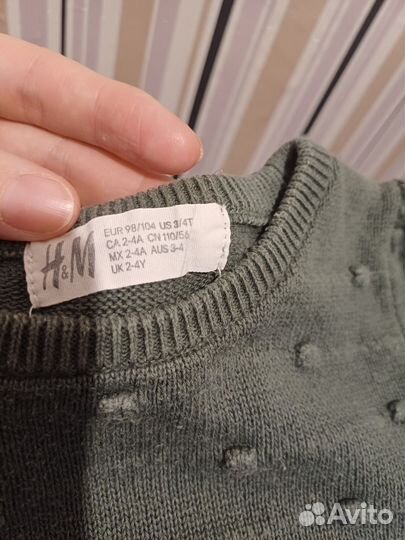 H&M
EUR 98/104 US 3/4T
CA 2-4A CN 110/56
MX 2-4A AUS 3-4
UK 2-4Y
Avito